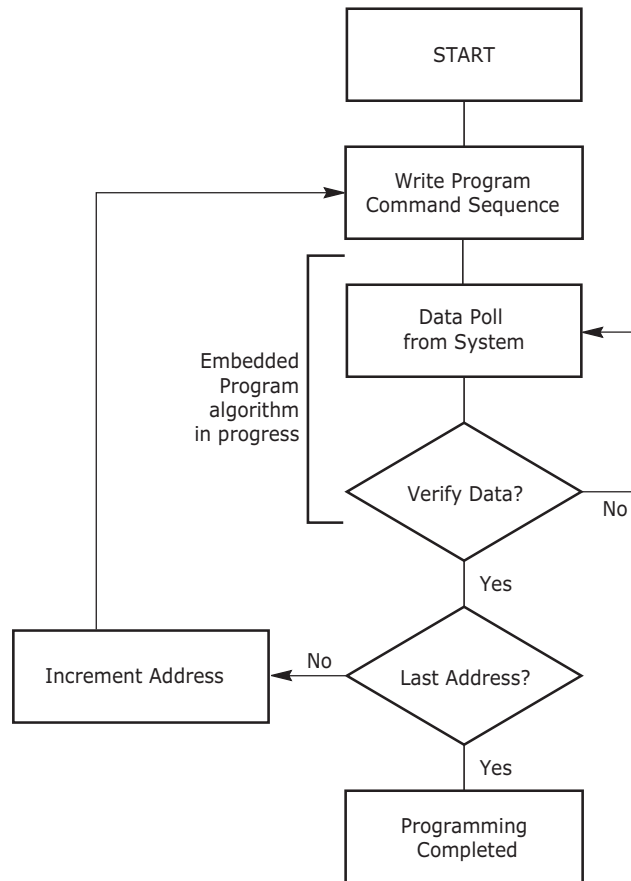 START
Write Program
Command Sequence
Data Poll
from System
Embedded
Program
algorithm
in progress
Verify Data?
No
Yes
Increment Address
No
Last Address?
Yes
Programming
Completed